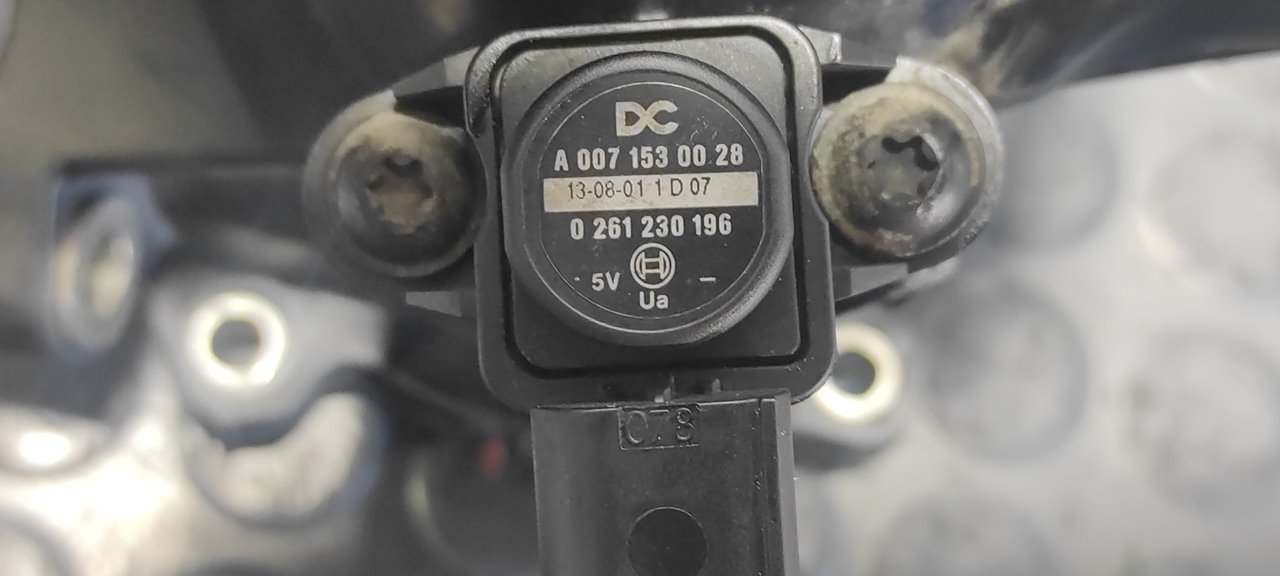 DC
A 007 153 00 28
13-08-01 1 D 07
0 261 230 196
5V –
Ua
078